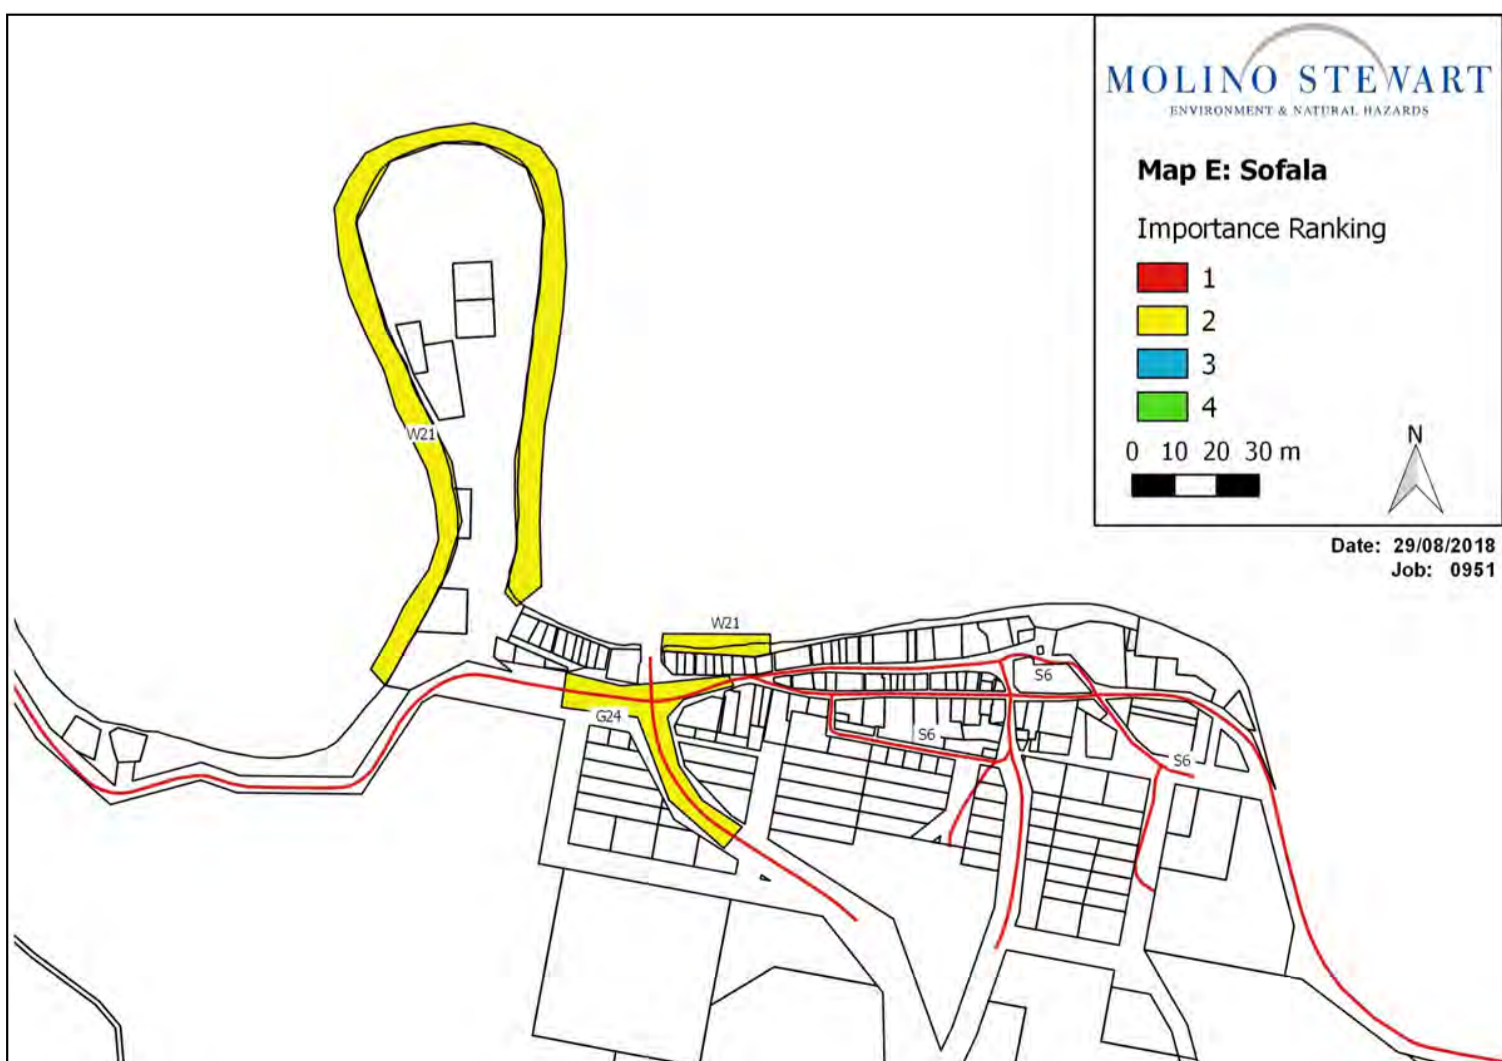 MOLINO STEWART
ENVIRONMENT & NATURAL HAZARDS
Map E: Sofala
Importance Ranking
1
2
3
4
0 10 20 30 m
N
Date: 29/08/2018
Job: 0951
W21
W21
G24
S6
S6
S6